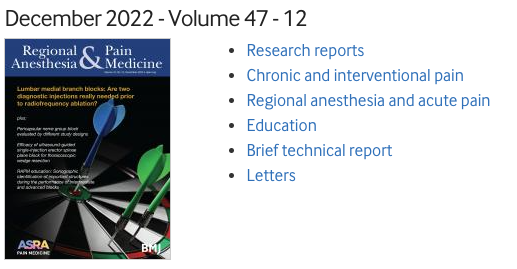 December 2022 - Volume 47 - 12
Regional & Pain
Anesthesia Medicine
Lumbar medial branch blocks: Are two
diagnostic injections really needed prior
to radiofrequency ablation?
plus
Pericapsular nerve group block
evaluated by different study designs
Efficacy of ultrasound-guided
single-injection erector spinae
plane block for thoracoscopic
wedge resection
RAPM education: Sonographic
identification of important structures
during the performance of
and advanced blocks
ASRA
PAIN MEDICINE
BMJ
Research reports
Chronic and interventional pain
Regional anesthesia and acute pain
Education
Brief technical report
Letters